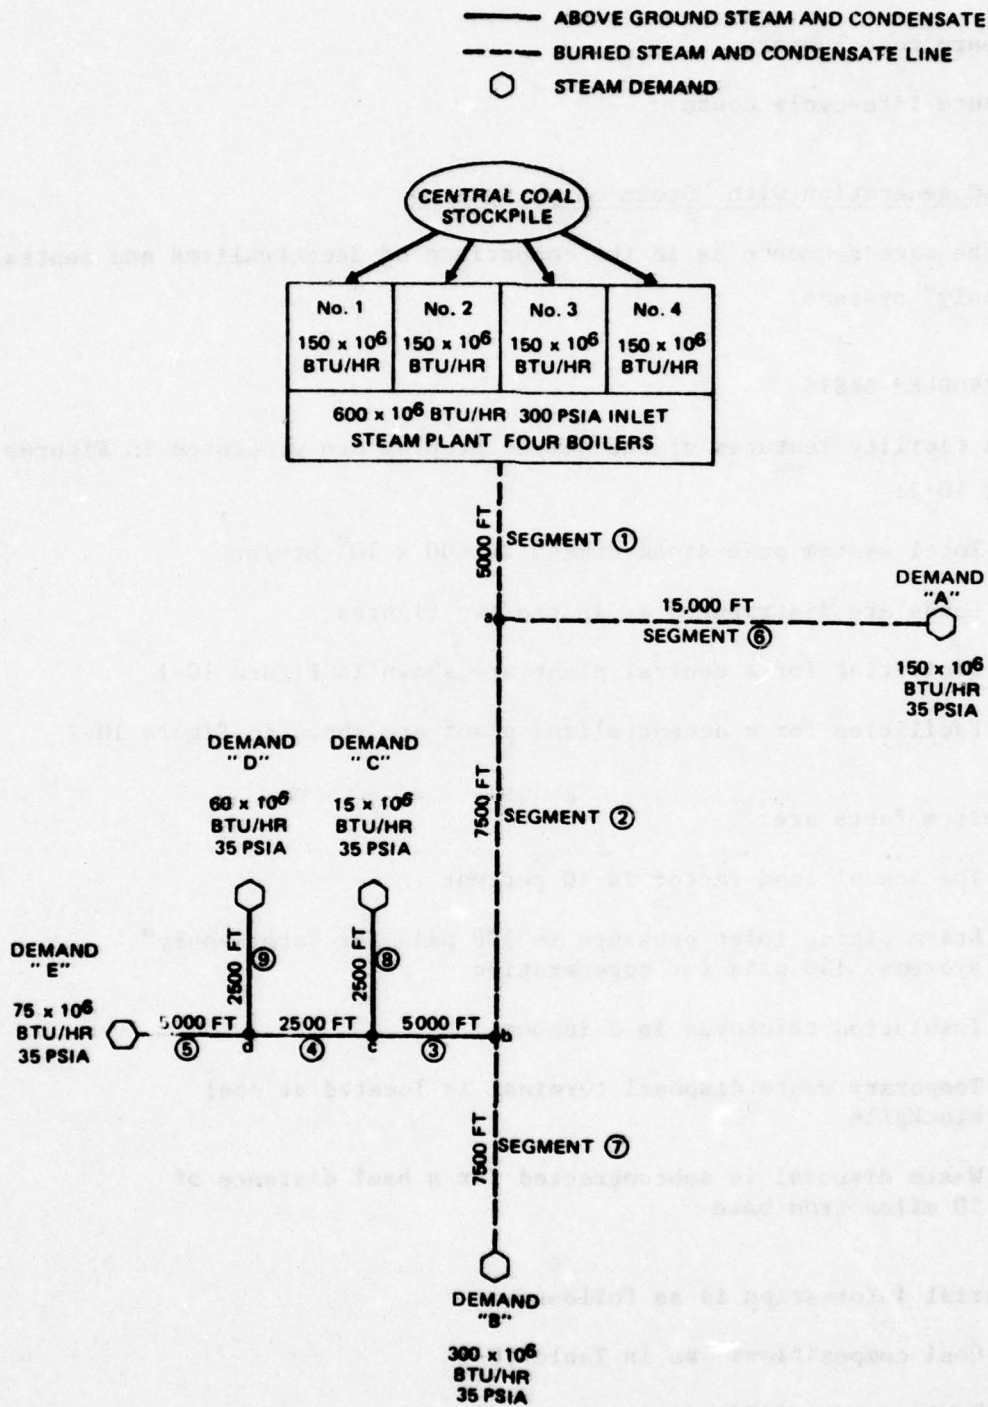 ABOVE GROUND STEAM AND CONDENSATE
BURIED STEAM AND CONDENSATE LINE
STEAM DEMAND
CENTRAL COAL
STOCKPILE
No. 1
150 x 10⁶
BTU/HR
No. 2
150 x 10⁶
BTU/HR
No. 3
150 x 10⁶
BTU/HR
No. 4
150 x 10⁶
BTU/HR
600 x 10⁶ BTU/HR 300 PSIA INLET
STEAM PLANT FOUR BOILERS
5000 FT
SEGMENT ①
a
15,000 FT
SEGMENT ⑥
DEMAND
"A"
150 x 10⁶
BTU/HR
35 PSIA
7500 FT
SEGMENT ②
DEMAND
"D"
60 x 10⁶
BTU/HR
35 PSIA
DEMAND
"C"
15 x 10⁶
BTU/HR
35 PSIA
2500 FT
⑨
2500 FT
⑧
DEMAND
"E"
75 x 10⁶
BTU/HR
35 PSIA
5000 FT
⑤
d
2500 FT
④
c
5000 FT
③
b
7500 FT
SEGMENT ⑦
DEMAND
"B"
300 x 10⁶
BTU/HR
35 PSIA